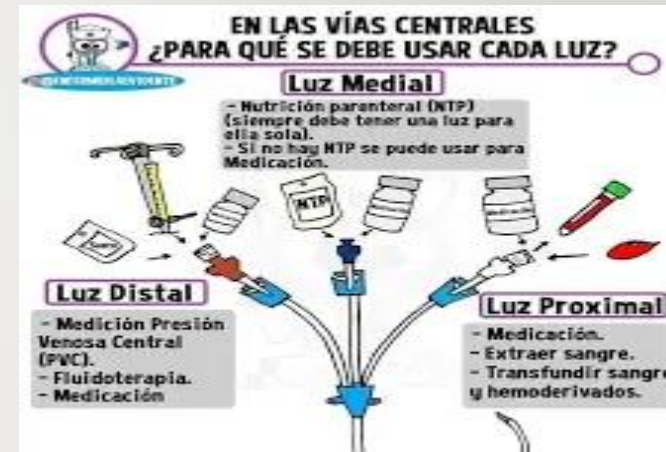 EN LAS VÍAS CENTRALES
¿PARA QUÉ SE DEBE USAR CADA LUZ?
Luz Medial
- Nutrición parenteral (NTP)
(siempre debe tener una luz para
ella sola).
- Si no hay NTP se puede usar para
Medicación.
NTP
Luz Distal
- Medición Presión
Venosa Central
(PVC).
- Fluidoterapia.
- Medicación
Luz Proximal
- Medicación.
- Extraer sangre.
- Transfundir sangre
y hemoderivados.